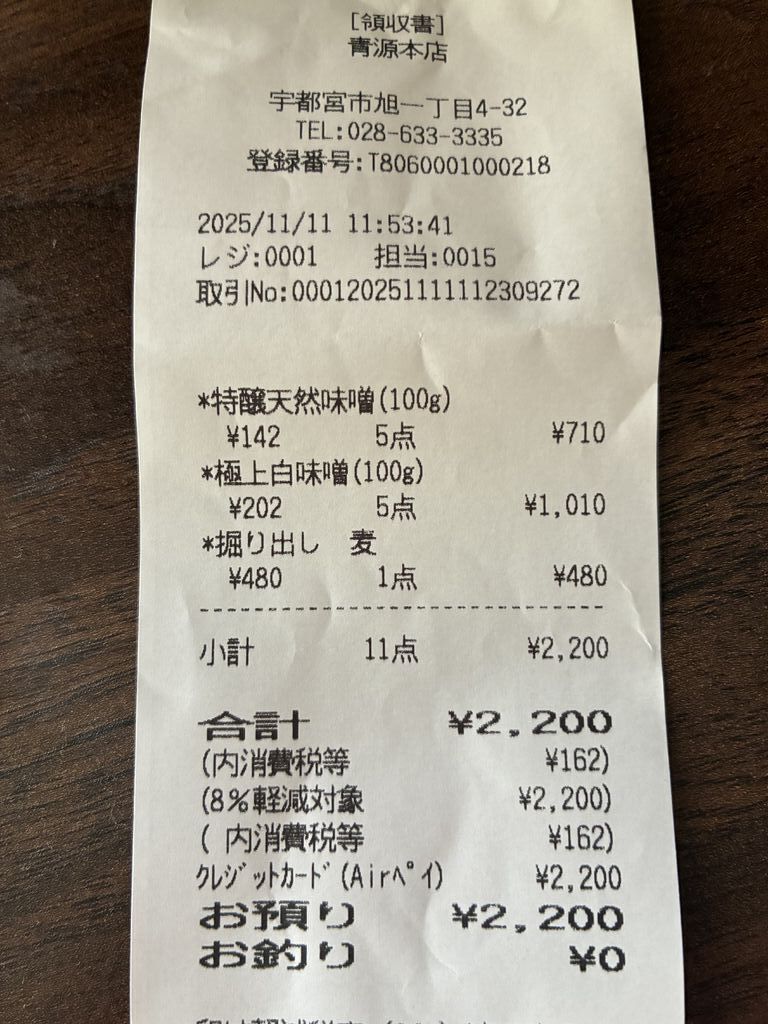 [領収書]
青源本店
宇都宮市旭一丁目4-32
TEL:028-633-3335
登録番号:T8060001000218
2025/11/11 11:53:41
レジ:0001 担当:0015
取引No:000120251111112309272
*特醸天然味噌(100g)
¥142 5点 ¥710
*極上白味噌(100g)
¥202 5点 ¥1,010
*掘り出し 麦
¥480 1点 ¥480
小計 11点 ¥2,200
合計 ¥2,200
(内消費税等 ¥162)
(8%軽減対象 ¥2,200)
( 内消費税等 ¥162)
クレジットカード(Airペイ) ¥2,200
お預り ¥2,200
お釣り ¥0